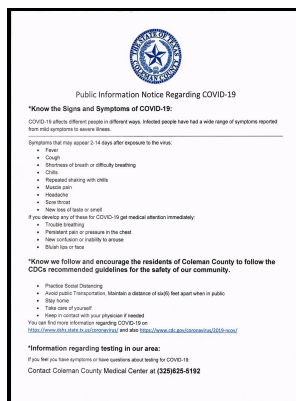 THE STATE OF TEXAS
COLEMAN COUNTY
Public Information Notice Regarding COVID-19
*Know the Signs and Symptoms of COVID-19:
COVID-19 affects different people in different ways. Infected people have had a wide range of symptoms reported
from mild symptoms to severe illness.
Symptoms that may appear 2-14 days after exposure to the virus:
• Fever
• Cough
• Shortness of breath or difficulty breathing
• Chills
• Repeated shaking with chills
• Muscle pain
• Headache
• Sore throat
• New loss of taste or smell
If you develop any of these for COVID-19 get medical attention immediately:
• Trouble breathing
• Persistent pain or pressure in the chest
• New confusion or inability to arouse
• Bluish lips or face
*Know we follow and encourage the residents of Coleman County to follow the
CDCs recommended guidelines for the safety of our community.
• Practice Social Distancing
• Avoid public Transportation, Maintain a distance of six(6) feet apart when in public
• Stay home
• Take care of yourself
• Keep in contact with your physician if needed
You can find more information regarding COVID-19 on
https://www.dshs.state.tx.us/coronavirus/ and also https://www.cdc.gov/coronavirus/2019-ncov/
*Information regarding testing in our area:
If you feel you have symptoms or have questions about testing for COVID-19:
Contact Coleman County Medical Center at (325)625-5192